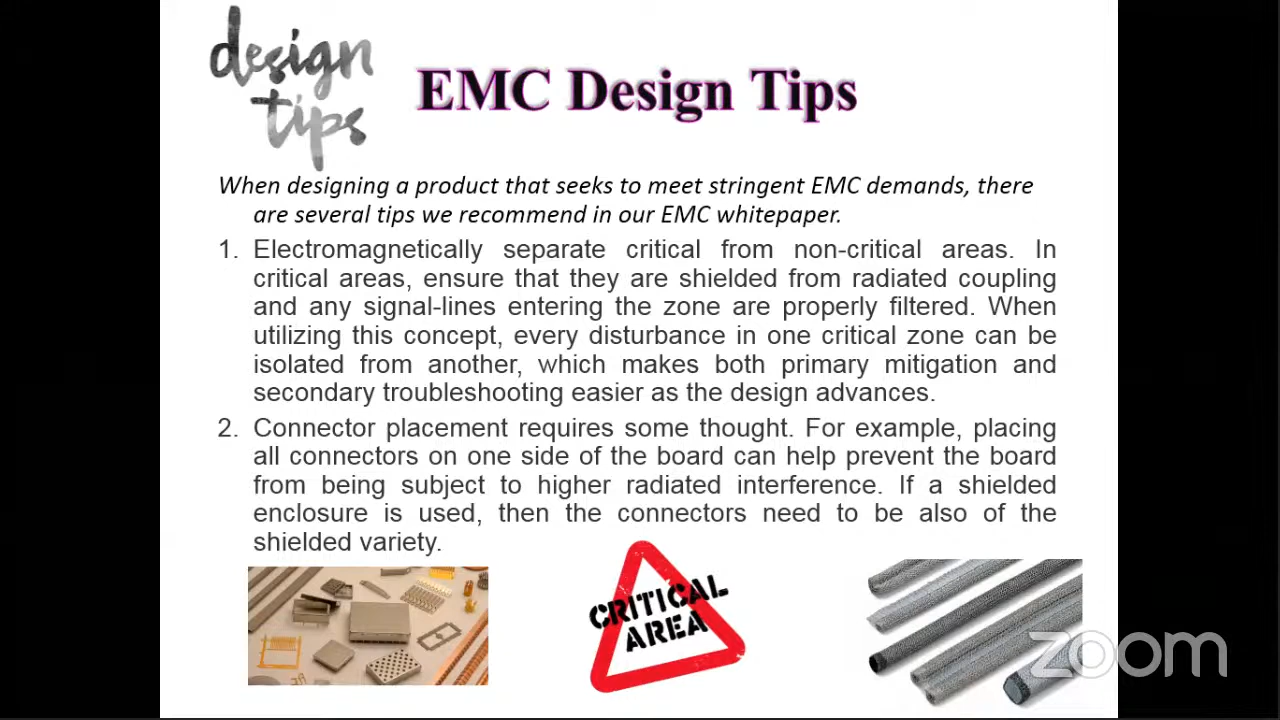 design
tips
EMC Design Tips
When designing a product that seeks to meet stringent EMC demands, there
are several tips we recommend in our EMC whitepaper.
1. Electromagnetically separate critical from non-critical areas. In
critical areas, ensure that they are shielded from radiated coupling
and any signal-lines entering the zone are properly filtered. When
utilizing this concept, every disturbance in one critical zone can be
isolated from another, which makes both primary mitigation and
secondary troubleshooting easier as the design advances.
2. Connector placement requires some thought. For example, placing
all connectors on one side of the board can help prevent the board
from being subject to higher radiated interference. If a shielded
enclosure is used, then the connectors need to be also of the
shielded variety.
CRITICAL
AREA
zoom